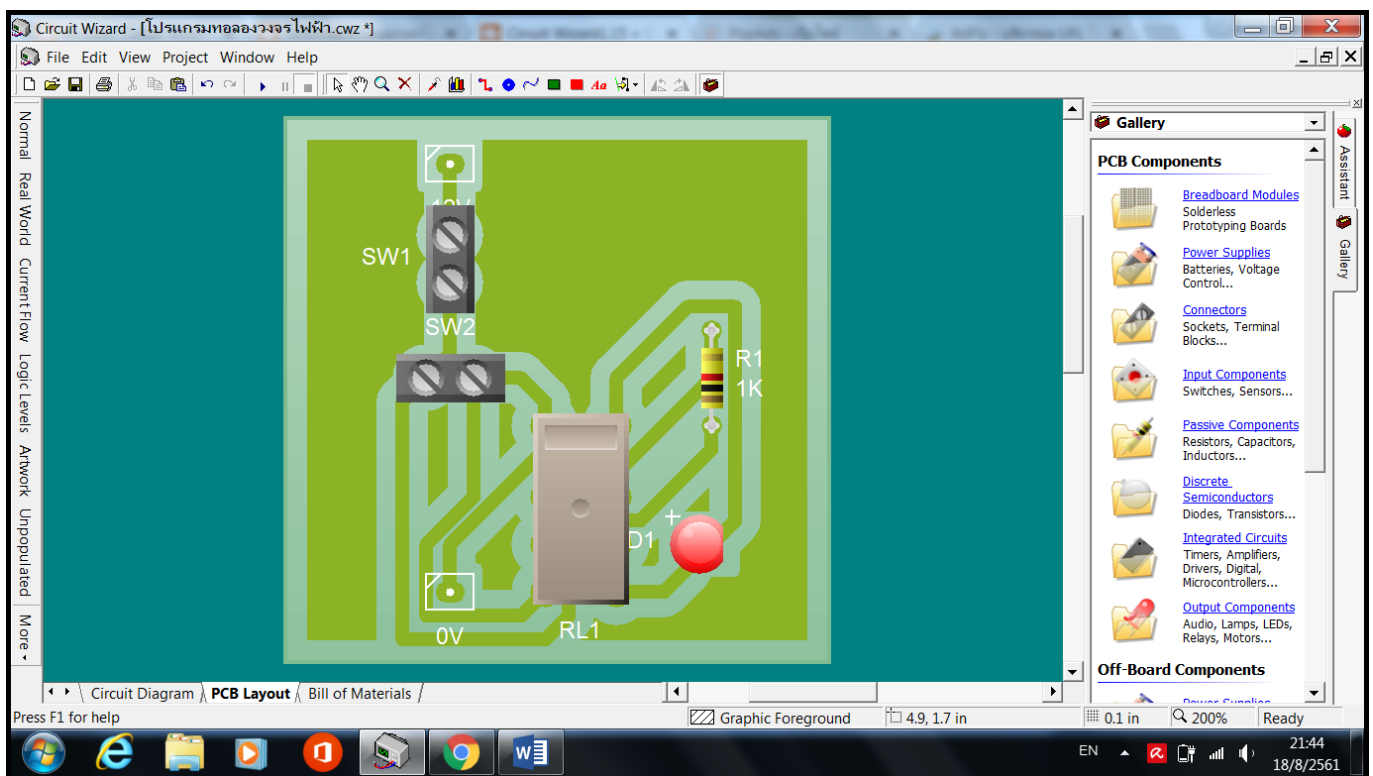 Circuit Wizard - [โปรแกรมทอลองวงจรไฟฟ้า.cwz *]
File Edit View Project Window Help
Normal Real World Current Flow Logic Levels Artwork Unpopulated More
12V
SW1
SW2
R1
1K
D1
+
0V
RL1
Gallery
PCB Components
Breadboard Modules
Solderless
Prototyping Boards
Power Supplies
Batteries, Voltage
Control...
Connectors
Sockets, Terminal
Blocks...
Input Components
Switches, Sensors...
Passive Components
Resistors, Capacitors,
Inductors...
Discrete
Semiconductors
Diodes, Transistors...
Integrated Circuits
Timers, Amplifiers,
Drivers, Digital,
Microcontrollers...
Output Components
Audio, Lamps, LEDs,
Relays, Motors...
Off-Board Components
Power Supplies
Assistant
Gallery
Circuit Diagram PCB Layout Bill of Materials
Press F1 for help
Graphic Foreground
4.9, 1.7 in
0.1 in
200%
Ready
EN
21:44
18/8/2561